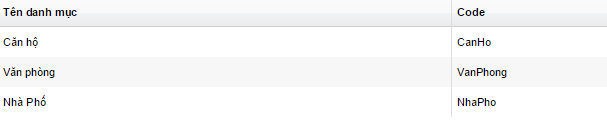 Tên danh mục Code
Căn hộ CanHo
Văn phòng VanPhong
Nhà Phố NhaPho